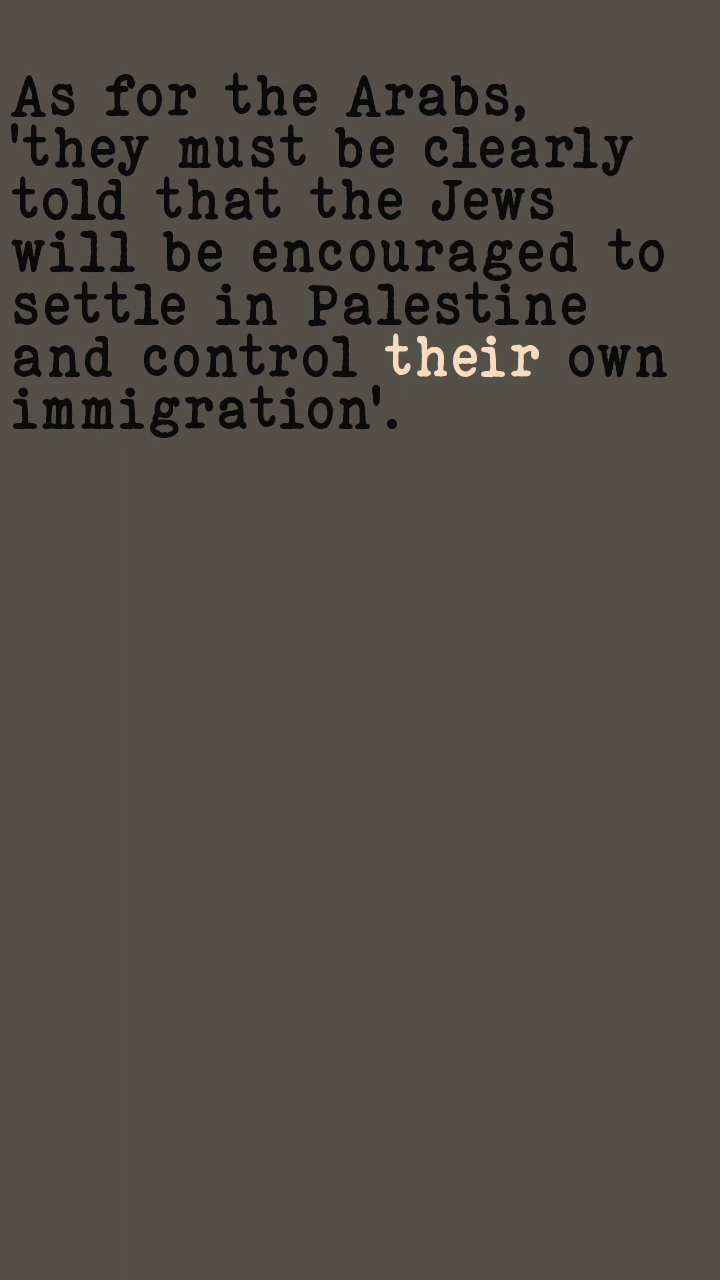 As for the Arabs,
'they must be clearly
told that the Jews
will be encouraged to
settle in Palestine
and control their own
immigration'.